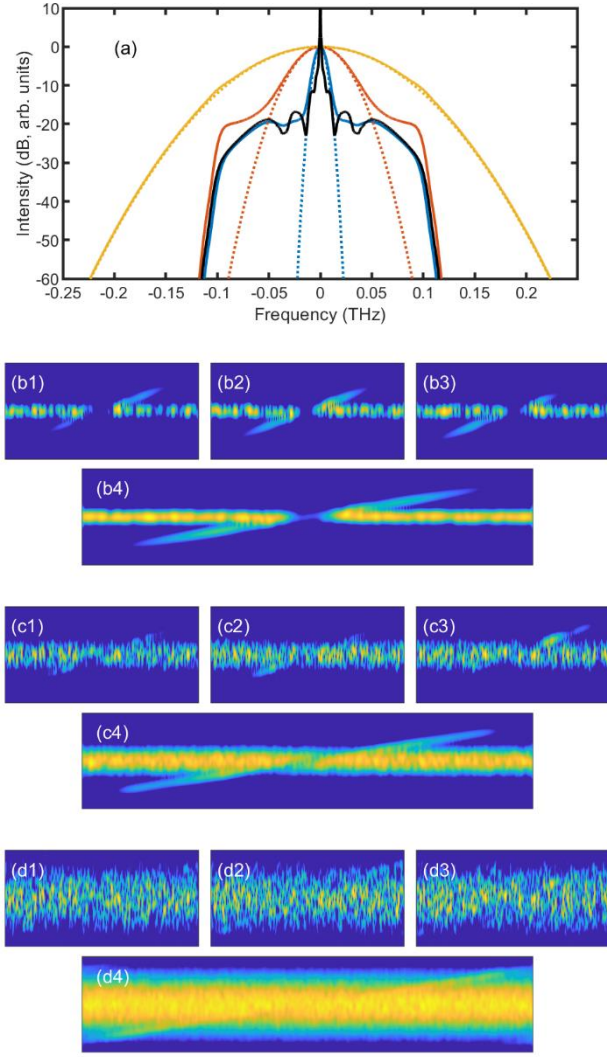 (a)
Intensity (dB, arb. units)
10
0
-10
-20
-30
-40
-50
-60
-0.25 -0.2 -0.15 -0.1 -0.05 0 0.05 0.1 0.15 0.2
Frequency (THz)
(b1) (b2) (b3)
(b4)
(c1) (c2) (c3)
(c4)
(d1) (d2) (d3)
(d4)